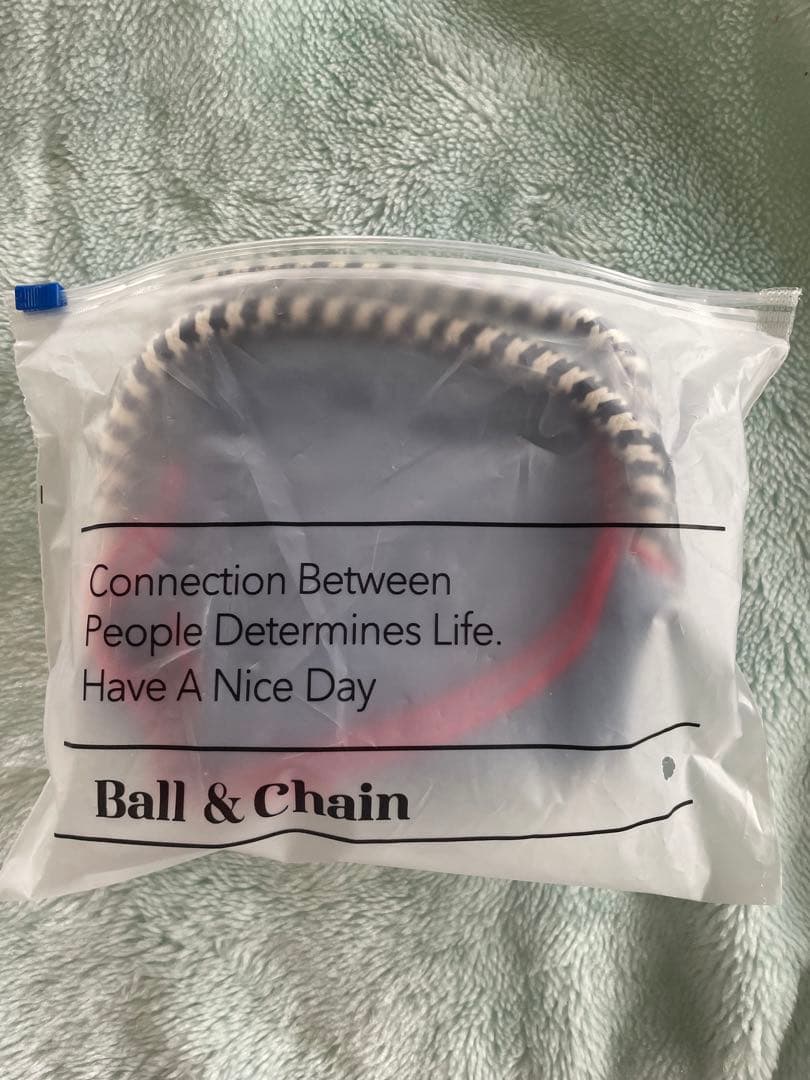 Connection Between
People Determines Life.
Have A Nice Day
Ball & Chain